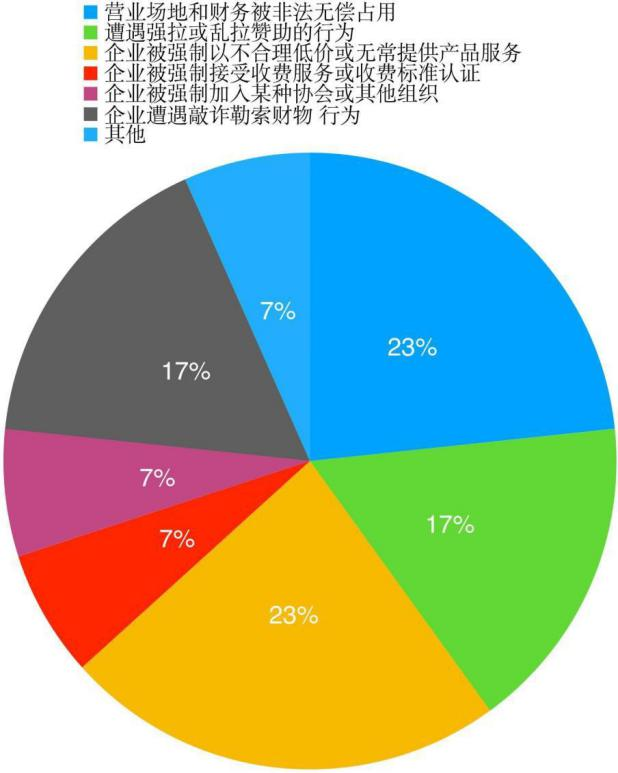 营业场地和财务被非法无偿占用
遭遇强拉或乱拉赞助的行为
企业被强制以不合理低价或无常提供产品服务
企业被强制接受收费服务或收费标准认证
企业被强制加入某种协会或其他组织
企业遭遇敲诈勒索财物 行为
其他
7%
23%
17%
7%
17%
7%
23%